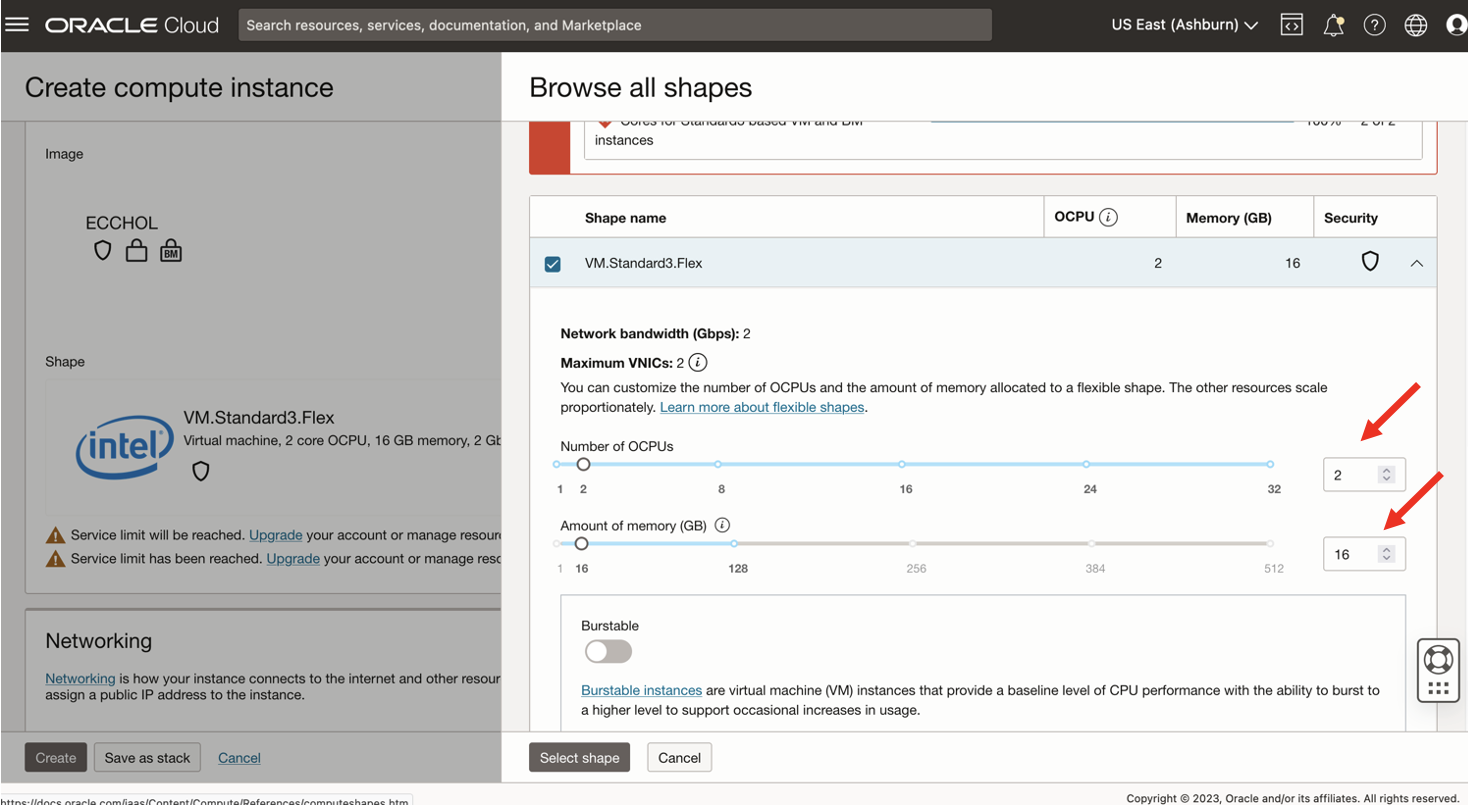 ORACLE Cloud
Search resources, services, documentation, and Marketplace
US East (Ashburn)
Create compute instance
Image
ECCHOL
BM
Shape
intel
VM.Standard3.Flex
Virtual machine, 2 core OCPU, 16 GB memory, 2 Gb
Service limit will be reached. Upgrade your account or manage resour
Service limit has been reached. Upgrade your account or manage resc
Networking
Networking is how your instance connects to the internet and other resour
assign a public IP address to the instance.
Create
Save as stack
Cancel
https://docs.oracle.com/iaas/Content/Compute/References/computeshapes.htm
Browse all shapes
Cores for Standard3 based VM and BM
instances
100%
2 of 2
Shape name
OCPU
Memory (GB)
Security
VM.Standard3.Flex
2
16
Network bandwidth (Gbps): 2
Maximum VNICs: 2
You can customize the number of OCPUs and the amount of memory allocated to a flexible shape. The other resources scale
proportionately. Learn more about flexible shapes.
Number of OCPUs
1 2 8 16 24 32
2
Amount of memory (GB)
1 16 128 256 384 512
16
Burstable
Burstable instances are virtual machine (VM) instances that provide a baseline level of CPU performance with the ability to burst to
a higher level to support occasional increases in usage.
Select shape
Cancel
Copyright © 2023, Oracle and/or its affiliates. All rights reserved.